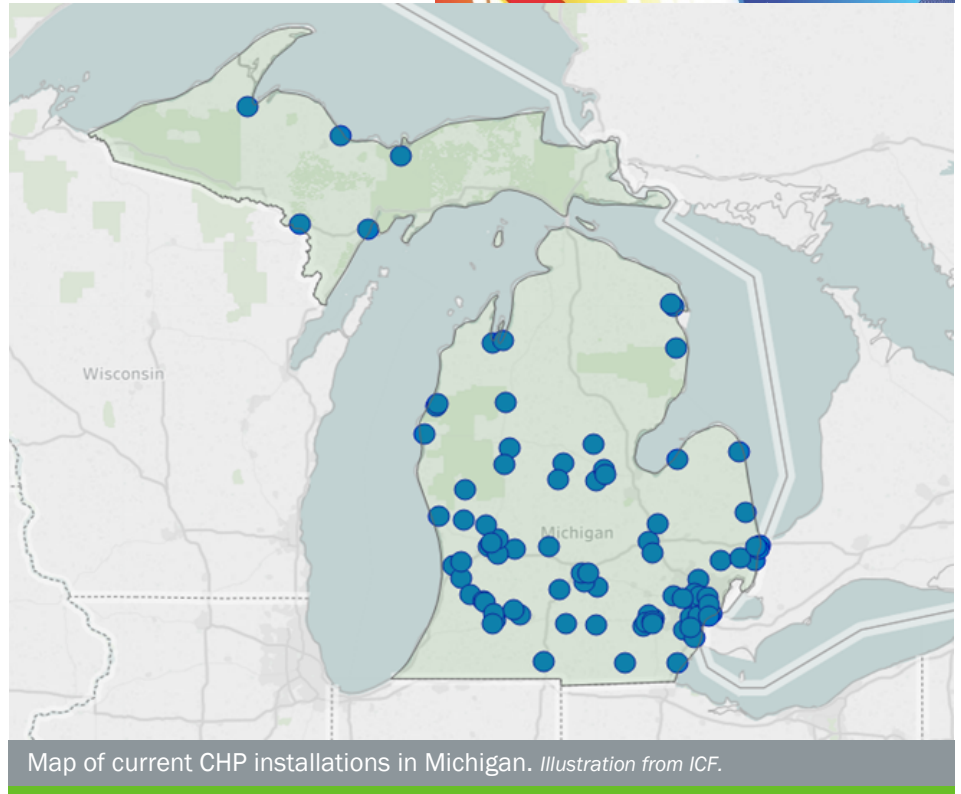 Wisconsin
Michigan
Map of current CHP installations in Michigan. Illustration from ICF.